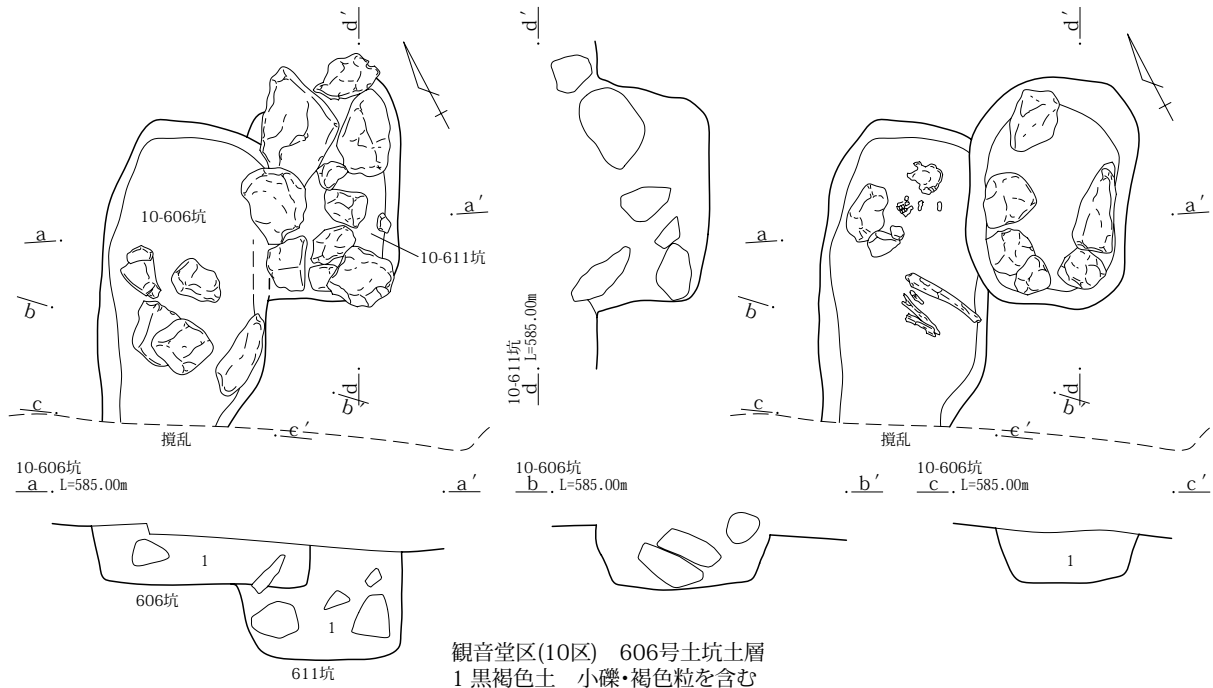 d'
d'
d'
10-606坑
a'
a'
a
10-611坑
a
b
b
10-611坑
d L=585.00m
d
b'
d
b'
c
c'
撹乱
c
c'
撹乱
10-606坑
a L=585.00m a'
10-606坑
b L=585.00m b'
10-606坑
c L=585.00m c'
1
606坑
1
611坑
1
観音堂区(10区) 606号土坑土層
1 黒褐色土 小礫・褐色粒を含む